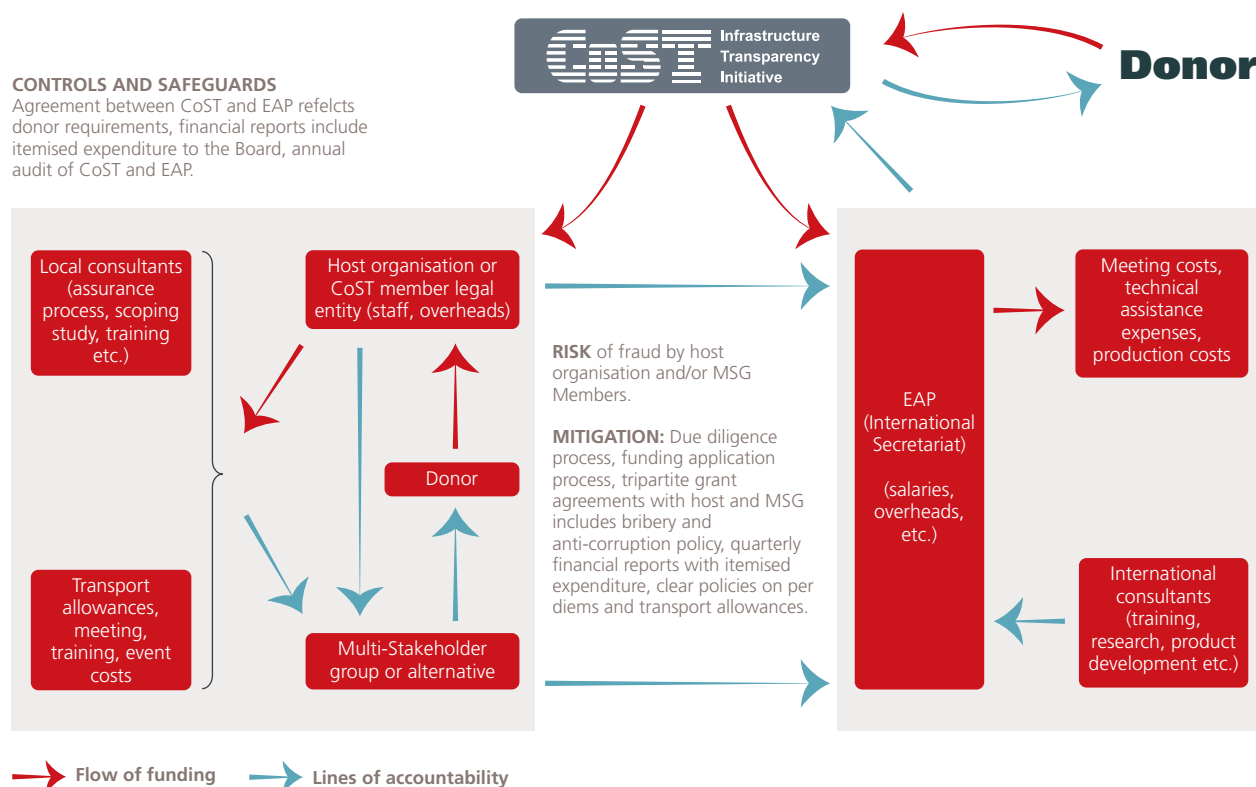 CoST
Infrastructure
Transparency
Initiative
Donor
CONTROLS AND SAFEGUARDS
Agreement between CoST and EAP refelcts
donor requirements, financial reports include
itemised expenditure to the Board, annual
audit of CoST and EAP.
Local consultants
(assurance
process, scoping
study, training
etc.)
Host organisation or
CoST member legal
entity (staff, overheads)
Donor
Transport
allowances,
meeting,
training, event
costs
Multi-Stakeholder
group or alternative
RISK of fraud by host
organisation and/or MSG
Members.
MITIGATION: Due diligence
process, funding application
process, tripartite grant
agreements with host and MSG
includes bribery and
anti-corruption policy, quarterly
financial reports with itemised
expenditure, clear policies on per
diems and transport allowances.
EAP
(International
Secretariat)
(salaries,
overheads,
etc.)
Meeting costs,
technical
assistance
expenses,
production costs
International
consultants
(training,
research, product
development etc.)
Flow of funding
Lines of accountability